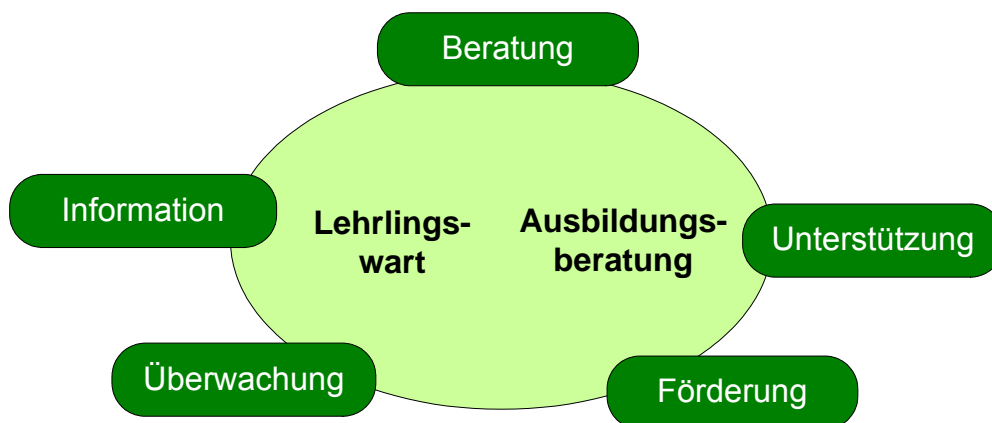 Beratung
Information
Lehrlings-
wart
Ausbildungs-
beratung
Unterstützung
Überwachung
Förderung